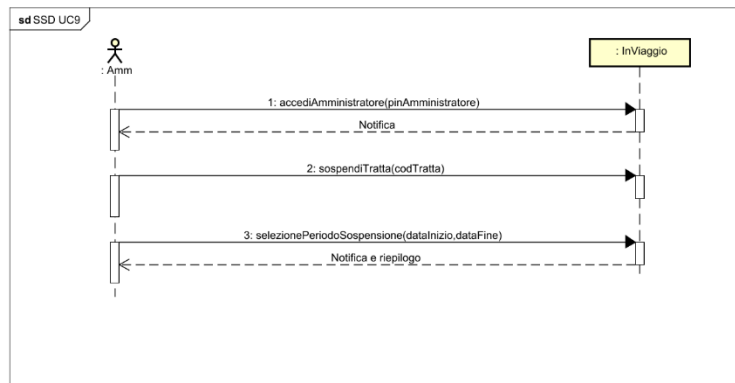 sd SSD UC9
: Amm
: InViaggio
1: accediAmministratore(pinAmministratore)
Notifica
2: sospendiTratta(codTratta)
3: selezionePeriodoSospensione(dataInizio,dataFine)
Notifica e riepilogo